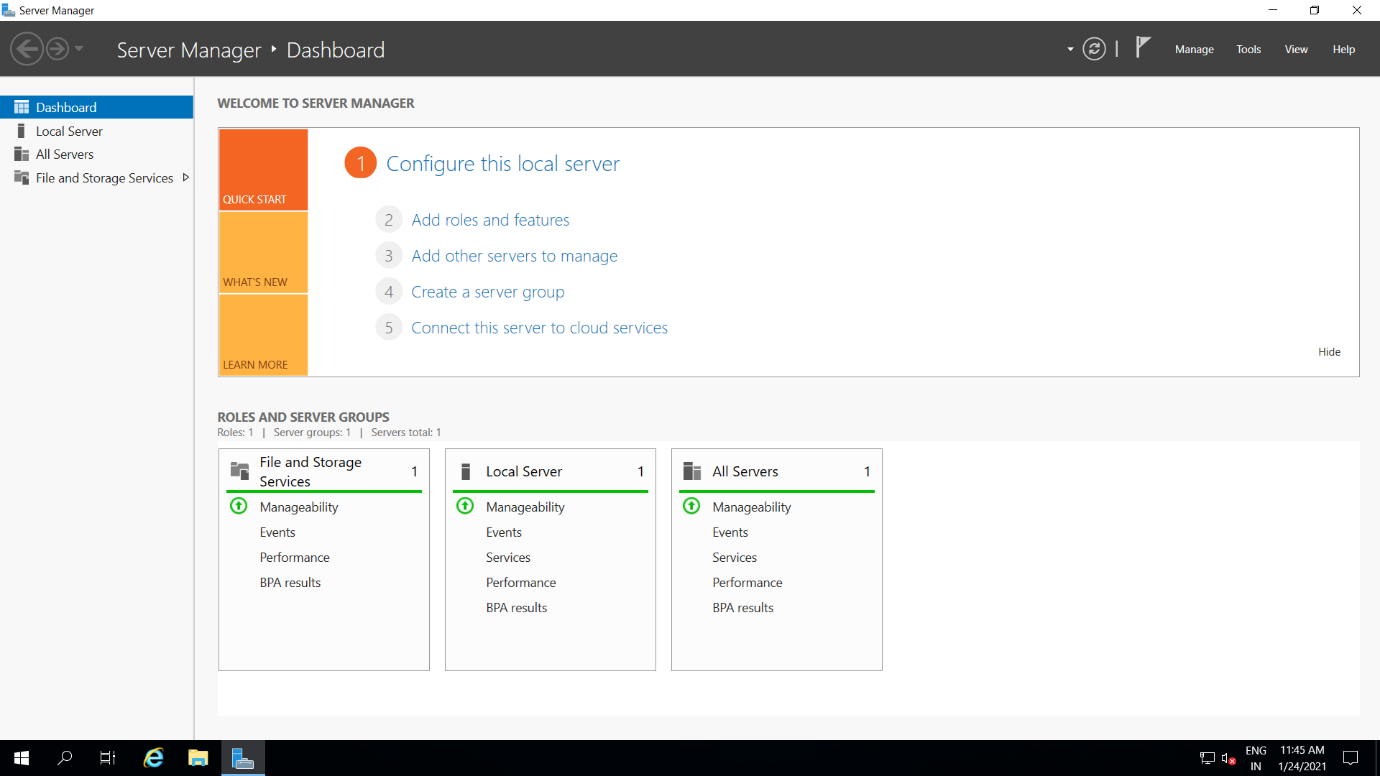 Server Manager
Server Manager ‣ Dashboard
Manage
Tools
View
Help
Dashboard
Local Server
All Servers
File and Storage Services
WELCOME TO SERVER MANAGER
QUICK START
WHAT'S NEW
LEARN MORE
1 Configure this local server
2 Add roles and features
3 Add other servers to manage
4 Create a server group
5 Connect this server to cloud services
Hide
ROLES AND SERVER GROUPS
Roles: 1 | Server groups: 1 | Servers total: 1
File and Storage
Services 1
Manageability
Events
Performance
BPA results
Local Server 1
Manageability
Events
Services
Performance
BPA results
All Servers 1
Manageability
Events
Services
Performance
BPA results
ENG
IN
11:45 AM
1/24/2021